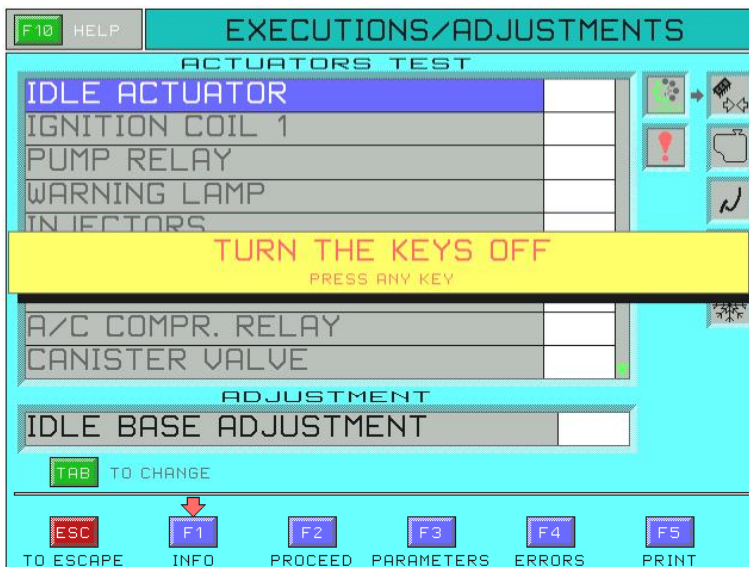 F10 HELP EXECUTIONS/ADJUSTMENTS
ACTUATORS TEST
IDLE ACTUATOR
IGNITION COIL 1
PUMP RELAY
WARNING LAMP
INJECTORS
TURN THE KEYS OFF
PRESS ANY KEY
A/C COMPR. RELAY
CANISTER VALVE
ADJUSTMENT
IDLE BASE ADJUSTMENT
TAB TO CHANGE
ESC F1 F2 F3 F4 F5
TO ESCAPE INFO PROCEED PARAMETERS ERRORS PRINT